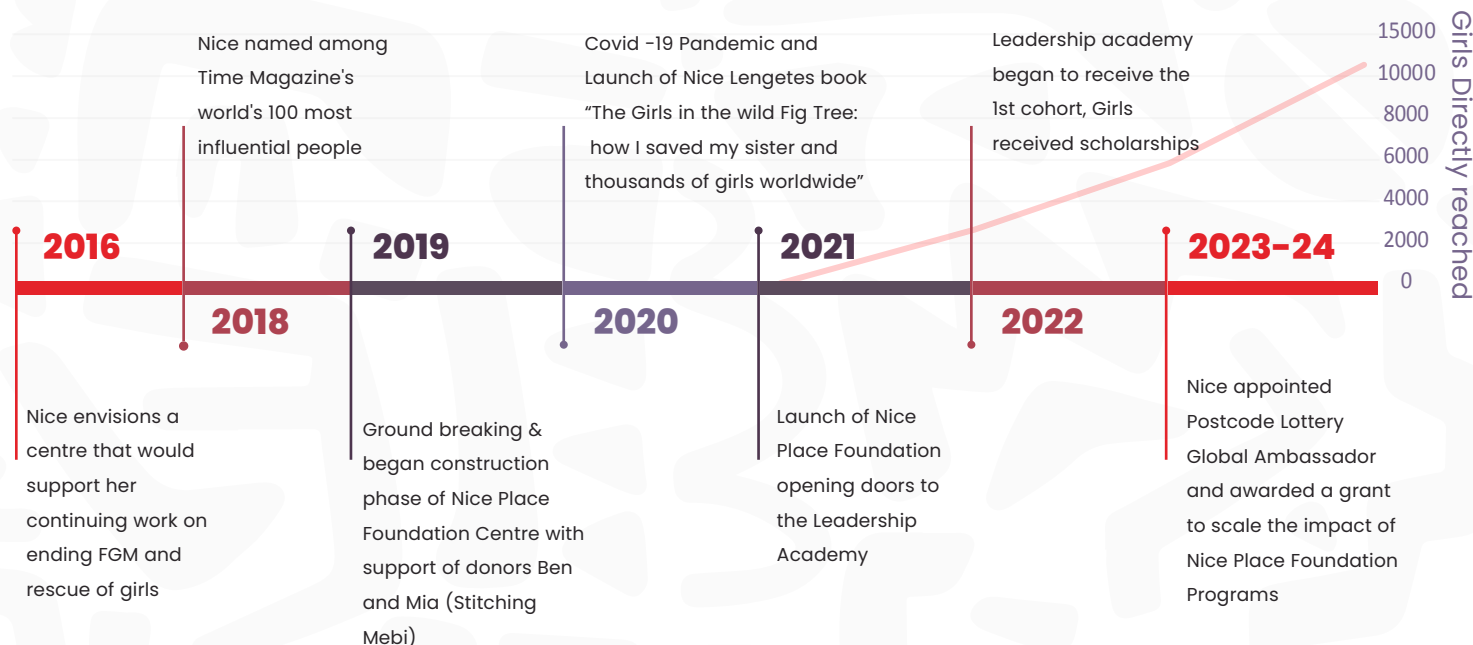 Nice named among
Time Magazine's
world's 100 most
influential people
Covid -19 Pandemic and
Launch of Nice Lengetes book
“The Girls in the wild Fig Tree:
how I saved my sister and
thousands of girls worldwide”
Leadership academy
began to receive the
1st cohort, Girls
received scholarships
15000
10000
8000
6000
4000
2000
0
Girls Directly reached
2016
2018
2019
2020
2021
2022
2023-24
Nice envisions a
centre that would
support her
continuing work on
ending FGM and
rescue of girls
Ground breaking &
began construction
phase of Nice Place
Foundation Centre with
support of donors Ben
and Mia (Stitching
Mebi)
Launch of Nice
Place Foundation
opening doors to
the Leadership
Academy
Nice appointed
Postcode Lottery
Global Ambassador
and awarded a grant
to scale the impact of
Nice Place Foundation
Programs